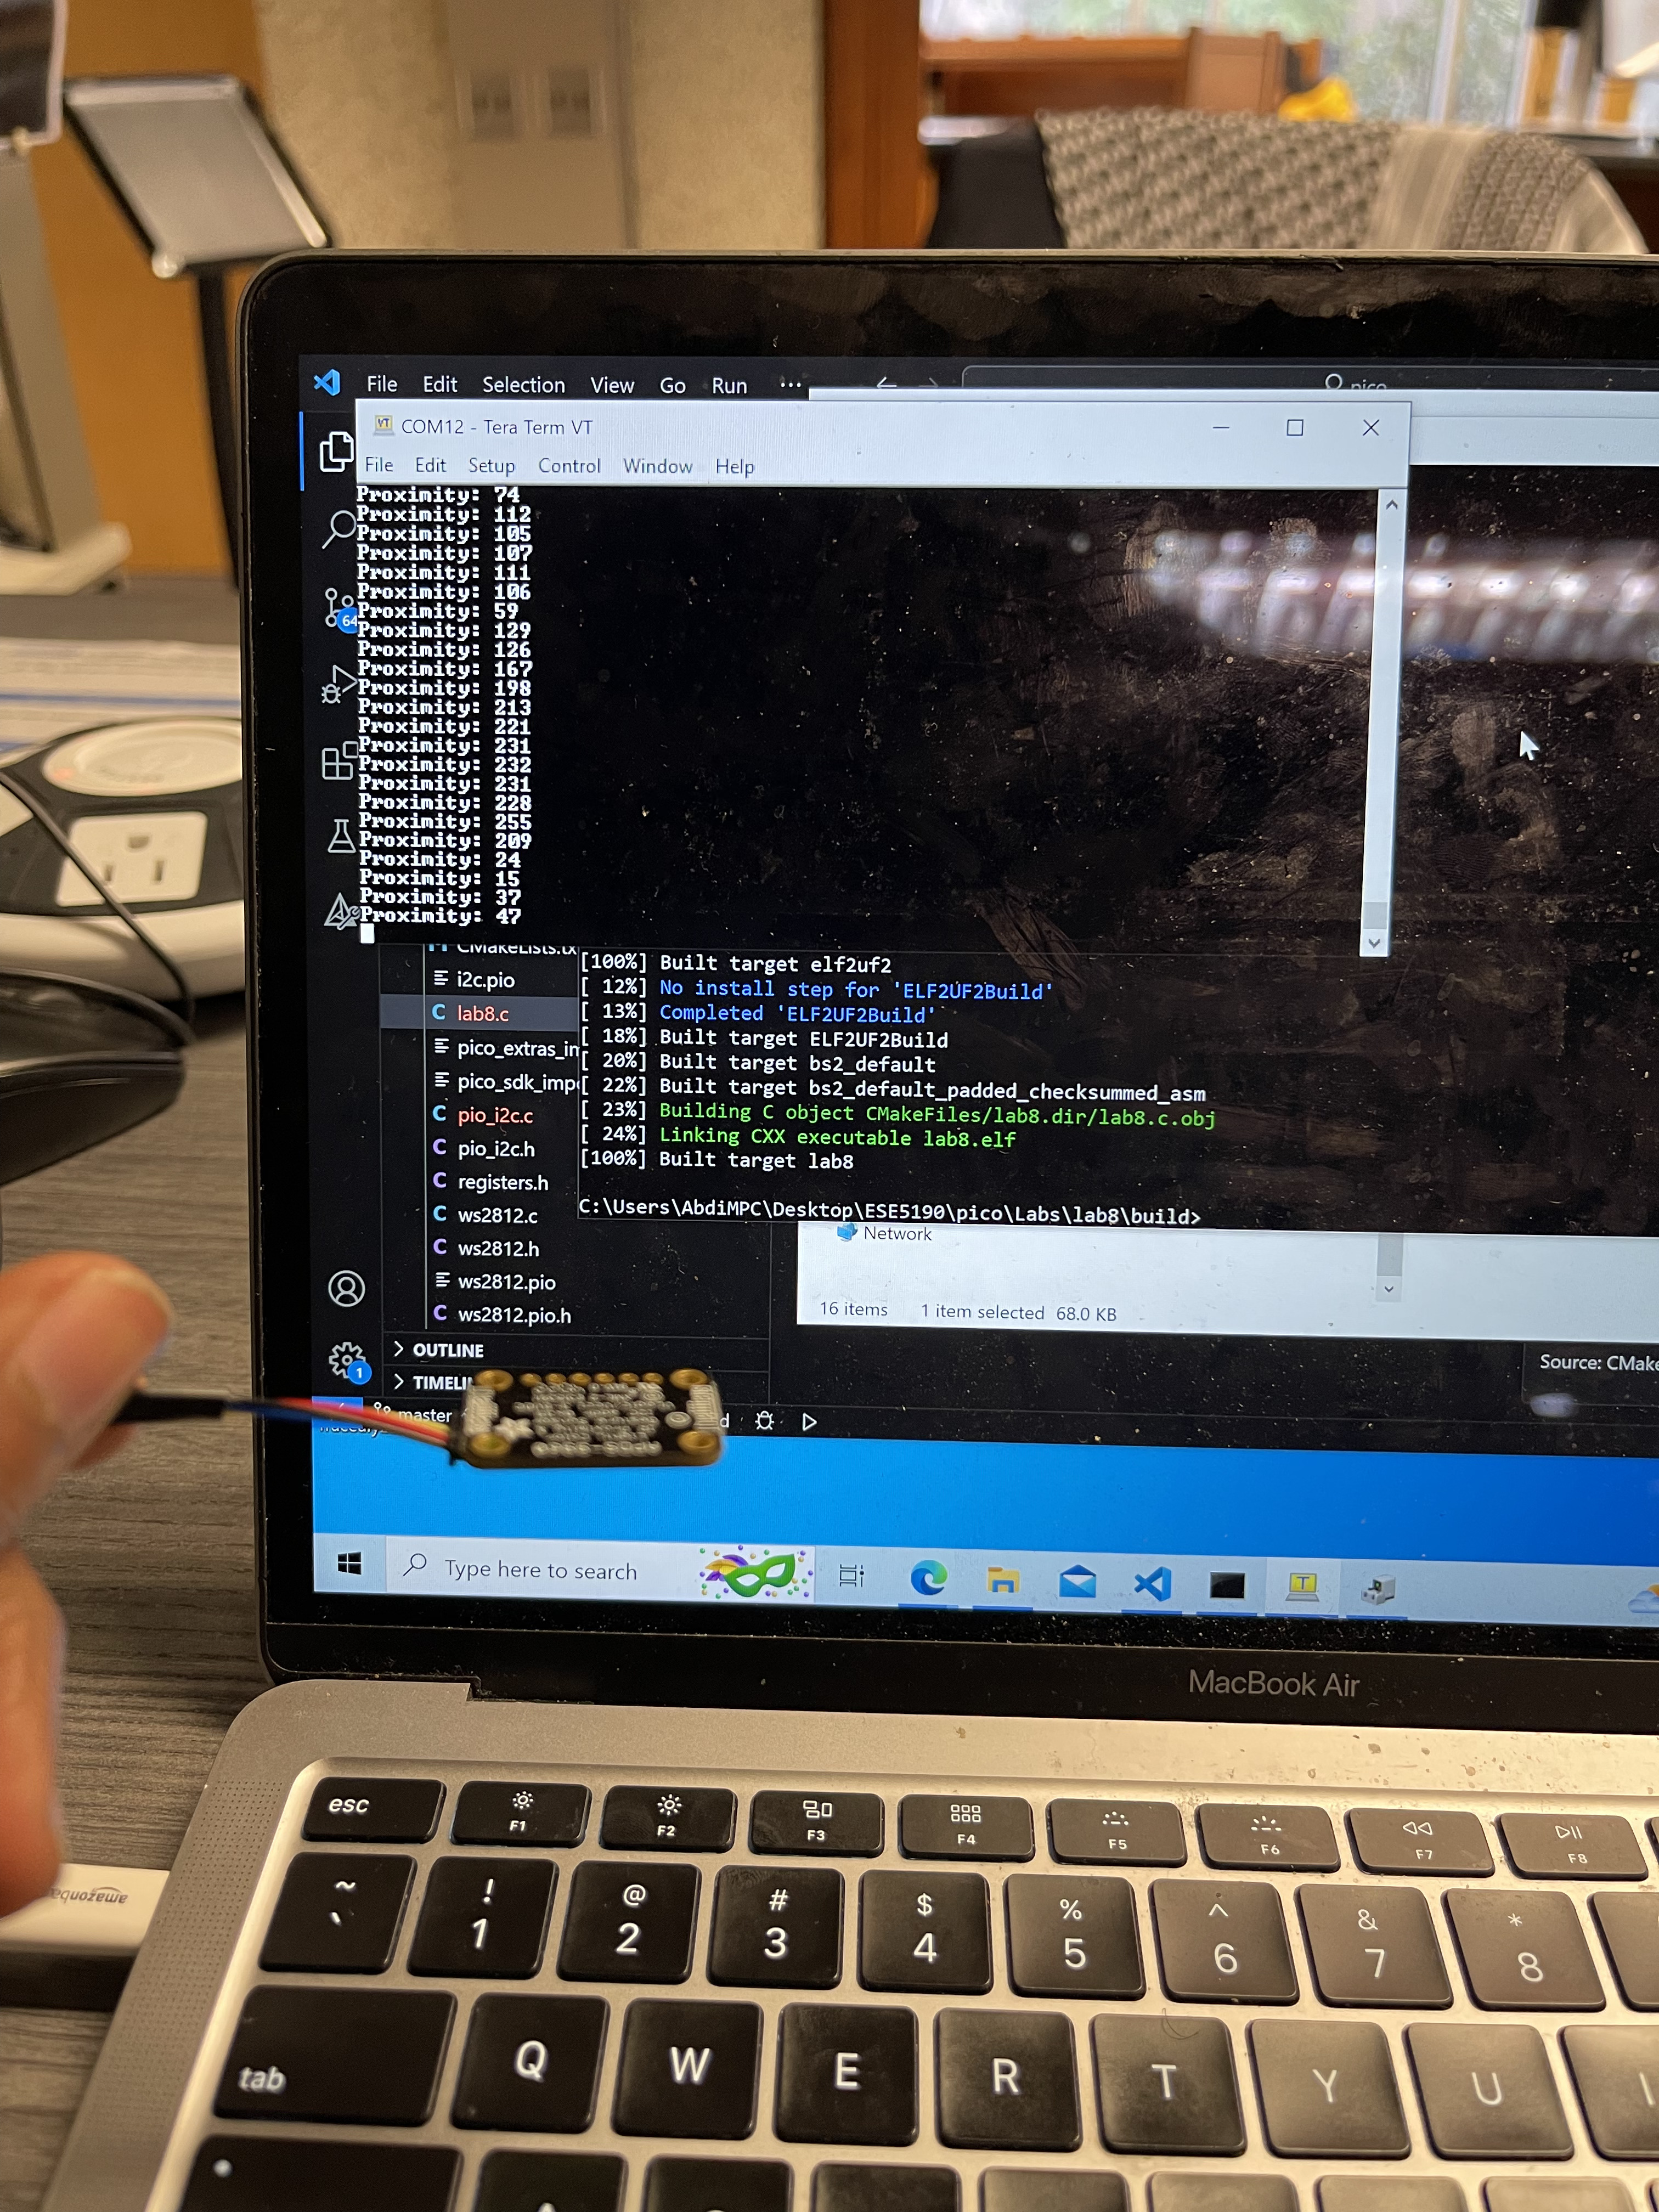 File Edit Selection View Go Run ...
pico
COM12 - Tera Term VT
File Edit Setup Control Window Help
Proximity: 74
Proximity: 112
Proximity: 105
Proximity: 107
Proximity: 111
Proximity: 106
Proximity: 59
Proximity: 129
Proximity: 126
Proximity: 167
Proximity: 198
Proximity: 213
Proximity: 221
Proximity: 231
Proximity: 232
Proximity: 231
Proximity: 228
Proximity: 255
Proximity: 209
Proximity: 24
Proximity: 15
Proximity: 37
Proximity: 47
64
CMakeLists.tx
i2c.pio
C lab8.c
pico_extras_im
pico_sdk_impo
C pio_i2c.c
C pio_i2c.h
C registers.h
C ws2812.c
C ws2812.h
ws2812.pio
C ws2812.pio.h
OUTLINE
TIMELI
1
master
[100%] Built target elf2uf2
[ 12%] No install step for 'ELF2UF2Build'
[ 13%] Completed 'ELF2UF2Build'
[ 18%] Built target ELF2UF2Build
[ 20%] Built target bs2_default
[ 22%] Built target bs2_default_padded_checksummed_asm
[ 23%] Building C object CMakeFiles/lab8.dir/lab8.c.obj
[ 24%] Linking CXX executable lab8.elf
[100%] Built target lab8
C:\Users\AbdiMPC\Desktop\ESE5190\pico\Labs\lab8\build>
Network
16 items 1 item selected 68.0 KB
Source: CMake
Type here to search
MacBook Air
amazonba
esc F1 F2 F3 F4 F5 F6 F7 F8
~ ! @ # $ % ^ & *
` 1 2 3 4 5 6 7 8
tab Q W E R T Y U I